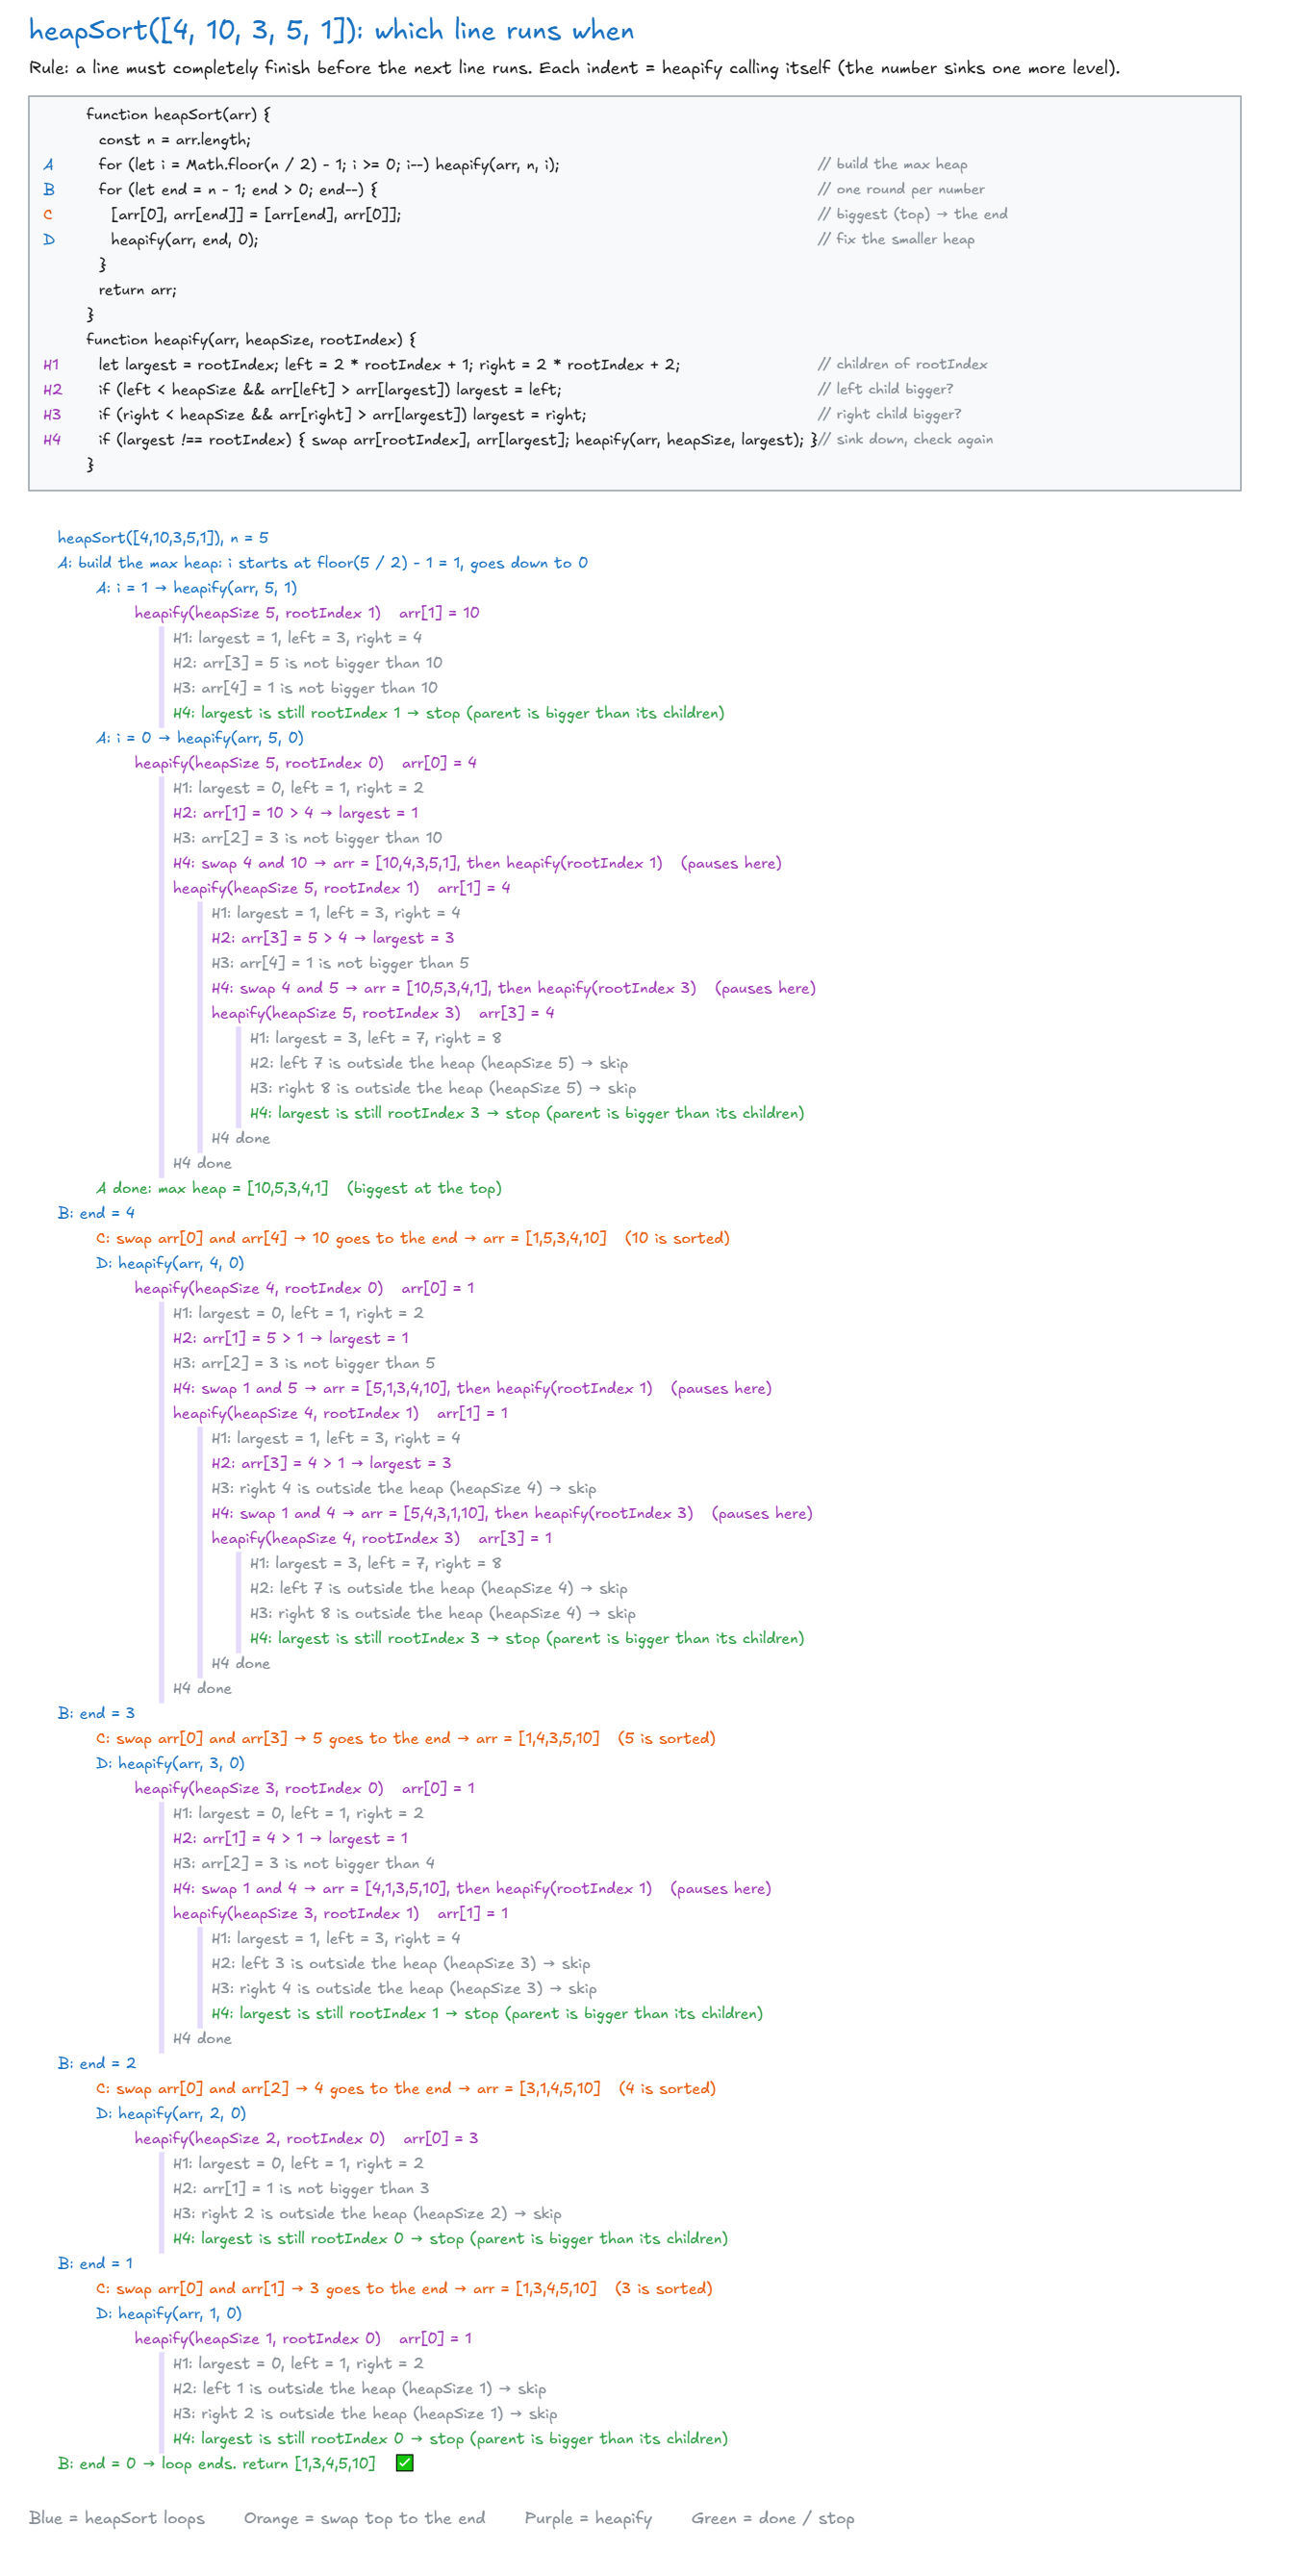 heapSort([4, 10, 3, 5, 1]): which line runs when
Rule: a line must completely finish before the next line runs. Each indent = heapify calling itself (the number sinks one more level).
function heapSort(arr) {
const n = arr.length;
A for (let i = Math.floor(n / 2) - 1; i >= 0; i--) heapify(arr, n, i); // build the max heap
B for (let end = n - 1; end > 0; end--) { // one round per number
C [arr[0], arr[end]] = [arr[end], arr[0]]; // biggest (top) → the end
D heapify(arr, end, 0); // fix the smaller heap
}
return arr;
}
function heapify(arr, heapSize, rootIndex) {
H1 let largest = rootIndex; left = 2 * rootIndex + 1; right = 2 * rootIndex + 2; // children of rootIndex
H2 if (left < heapSize && arr[left] > arr[largest]) largest = left; // left child bigger?
H3 if (right < heapSize && arr[right] > arr[largest]) largest = right; // right child bigger?
H4 if (largest !== rootIndex) { swap arr[rootIndex], arr[largest]; heapify(arr, heapSize, largest); } // sink down, check again
}
heapSort([4,10,3,5,1]), n = 5
A: build the max heap: i starts at floor(5 / 2) - 1 = 1, goes down to 0
A: i = 1 → heapify(arr, 5, 1)
heapify(heapSize 5, rootIndex 1) arr[1] = 10
H1: largest = 1, left = 3, right = 4
H2: arr[3] = 5 is not bigger than 10
H3: arr[4] = 1 is not bigger than 10
H4: largest is still rootIndex 1 → stop (parent is bigger than its children)
A: i = 0 → heapify(arr, 5, 0)
heapify(heapSize 5, rootIndex 0) arr[0] = 4
H1: largest = 0, left = 1, right = 2
H2: arr[1] = 10 > 4 → largest = 1
H3: arr[2] = 3 is not bigger than 10
H4: swap 4 and 10 → arr = [10,4,3,5,1], then heapify(rootIndex 1) (pauses here)
heapify(heapSize 5, rootIndex 1) arr[1] = 4
H1: largest = 1, left = 3, right = 4
H2: arr[3] = 5 > 4 → largest = 3
H3: arr[4] = 1 is not bigger than 5
H4: swap 4 and 5 → arr = [10,5,3,4,1], then heapify(rootIndex 3) (pauses here)
heapify(heapSize 5, rootIndex 3) arr[3] = 4
H1: largest = 3, left = 7, right = 8
H2: left 7 is outside the heap (heapSize 5) → skip
H3: right 8 is outside the heap (heapSize 5) → skip
H4: largest is still rootIndex 3 → stop (parent is bigger than its children)
H4 done
H4 done
A done: max heap = [10,5,3,4,1] (biggest at the top)
B: end = 4
C: swap arr[0] and arr[4] → 10 goes to the end → arr = [1,5,3,4,10] (10 is sorted)
D: heapify(arr, 4, 0)
heapify(heapSize 4, rootIndex 0) arr[0] = 1
H1: largest = 0, left = 1, right = 2
H2: arr[1] = 5 > 1 → largest = 1
H3: arr[2] = 3 is not bigger than 5
H4: swap 1 and 5 → arr = [5,1,3,4,10], then heapify(rootIndex 1) (pauses here)
heapify(heapSize 4, rootIndex 1) arr[1] = 1
H1: largest = 1, left = 3, right = 4
H2: arr[3] = 4 > 1 → largest = 3
H3: right 4 is outside the heap (heapSize 4) → skip
H4: swap 1 and 4 → arr = [5,4,3,1,10], then heapify(rootIndex 3) (pauses here)
heapify(heapSize 4, rootIndex 3) arr[3] = 1
H1: largest = 3, left = 7, right = 8
H2: left 7 is outside the heap (heapSize 4) → skip
H3: right 8 is outside the heap (heapSize 4) → skip
H4: largest is still rootIndex 3 → stop (parent is bigger than its children)
H4 done
H4 done
B: end = 3
C: swap arr[0] and arr[3] → 5 goes to the end → arr = [1,4,3,5,10] (5 is sorted)
D: heapify(arr, 3, 0)
heapify(heapSize 3, rootIndex 0) arr[0] = 1
H1: largest = 0, left = 1, right = 2
H2: arr[1] = 4 > 1 → largest = 1
H3: arr[2] = 3 is not bigger than 4
H4: swap 1 and 4 → arr = [4,1,3,5,10], then heapify(rootIndex 1) (pauses here)
heapify(heapSize 3, rootIndex 1) arr[1] = 1
H1: largest = 1, left = 3, right = 4
H2: left 3 is outside the heap (heapSize 3) → skip
H3: right 4 is outside the heap (heapSize 3) → skip
H4: largest is still rootIndex 1 → stop (parent is bigger than its children)
H4 done
B: end = 2
C: swap arr[0] and arr[2] → 4 goes to the end → arr = [3,1,4,5,10] (4 is sorted)
D: heapify(arr, 2, 0)
heapify(heapSize 2, rootIndex 0) arr[0] = 3
H1: largest = 0, left = 1, right = 2
H2: arr[1] = 1 is not bigger than 3
H3: right 2 is outside the heap (heapSize 2) → skip
H4: largest is still rootIndex 0 → stop (parent is bigger than its children)
B: end = 1
C: swap arr[0] and arr[1] → 3 goes to the end → arr = [1,3,4,5,10] (3 is sorted)
D: heapify(arr, 1, 0)
heapify(heapSize 1, rootIndex 0) arr[0] = 1
H1: largest = 0, left = 1, right = 2
H2: left 1 is outside the heap (heapSize 1) → skip
H3: right 2 is outside the heap (heapSize 1) → skip
H4: largest is still rootIndex 0 → stop (parent is bigger than its children)
B: end = 0 → loop ends. return [1,3,4,5,10] ✅
Blue = heapSort loops Orange = swap top to the end Purple = heapify Green = done / stop